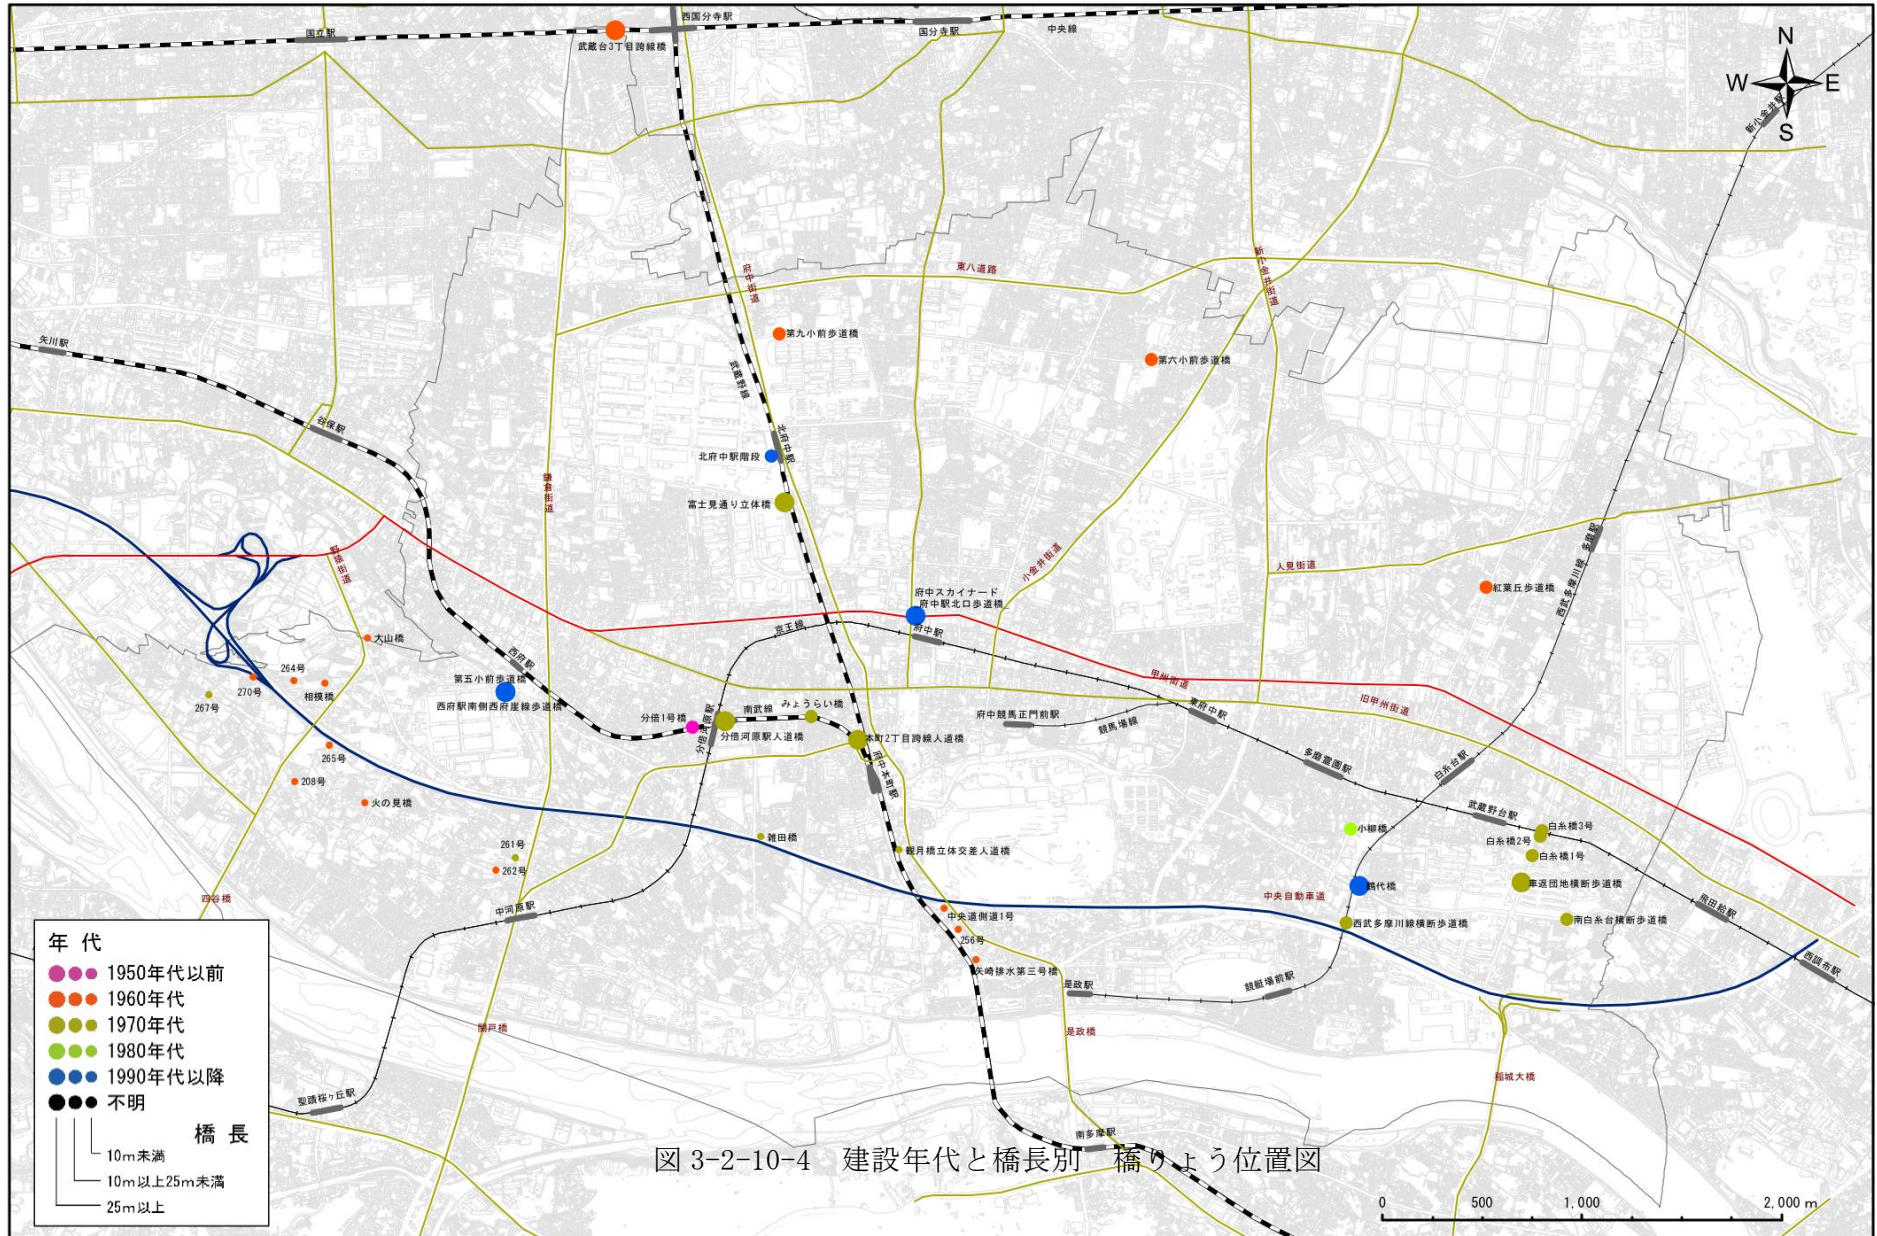 国立駅
西国分寺駅
武蔵台3丁目跨線橋
国分寺駅
中央線
N
W
E
S
新小金井駅
府中街道
東八道路
新小金井街道
矢川駅
第九小前歩道橋
第六小前歩道橋
武蔵野線
谷保駅
北府中駅
北府中駅階段
鎌倉街道
富士見通り立体橋
西武多摩川線
多磨駅
小金井街道
人見街道
紅葉丘歩道橋
府中スカイナード
府中駅北口歩道橋
京王線
府中駅
大山橋
西府駅
264号
270号
相模橋
267号
第五小前歩道橋
西府駅南側西府崖線歩道橋
甲州街道
旧甲州街道
分倍1号橋
分倍河原駅
南武線
みょうらい橋
分倍河原駅人道橋
本町2丁目跨線人道橋
府中本町駅
府中競馬正門前駅
競馬場線
東府中駅
265号
208号
火の見橋
多磨霊園駅
白糸台駅
武蔵野台駅
小柳橋
白糸橋3号
白糸橋2号
白糸橋1号
雑田橋
観月橋立体交差人道橋
261号
262号
鶴代橋
車返団地横断歩道橋
中央自動車道
四谷橋
中河原駅
中央道側道1号
256号
西武多摩川線横断歩道橋
南白糸台横断歩道橋
飛田給駅
矢崎排水第三号橋
是政駅
競艇場前駅
西調布駅
関戸橋
是政橋
稲城大橋
聖蹟桜ヶ丘駅
南多摩駅
年 代
1950年代以前
1960年代
1970年代
1980年代
1990年代以降
不明
橋 長
10m未満
10m以上25m未満
25m以上
図 3-2-10-4　建設年代と橋長別　橋りょう位置図
0 500 1,000 2,000 m